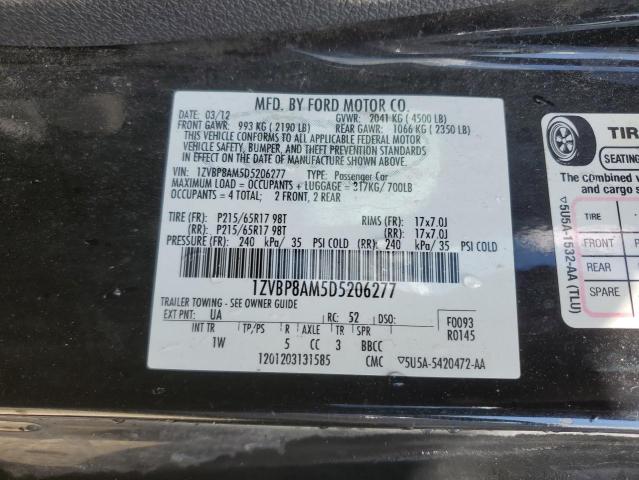 MFD. BY FORD MOTOR CO.
DATE: 03/12 GVWR: 2041 KG ( 4500 LB)
FRONT GAWR: 993 KG ( 2190 LB) REAR GAWR: 1066 KG ( 2350 LB)
THIS VEHICLE CONFORMS TO ALL APPLICABLE FEDERAL MOTOR
VEHICLE SAFETY, BUMPER, AND THEFT PREVENTION STANDARDS
IN EFFECT ON THE DATE OF MANUFACTURE SHOWN ABOVE.
VIN: 1ZVBP8AM5D5206277 TYPE: Passenger Car
MAXIMUM LOAD = OCCUPANTS + LUGGAGE = 317KG/ 700LB
OCCUPANTS = 4 TOTAL; 2 FRONT, 2 REAR
TIRE (FR): P215/65R17 98T RIMS (FR): 17x7.0J
(RR): P215/65R17 98T (RR): 17x7.0J
PRESSURE (FR): 240 kPa/ 35 PSI COLD (RR): 240 kPa/ 35 PSI COLD
1ZVBP8AM5D5206277
TRAILER TOWING - SEE OWNER GUIDE
EXT PNT: UA RC: 52 DSO: F0093
INT TR TP/PS R AXLE TR SPR R0145
1W 5 CC 3 BBCC
1201203131585 CMC ▽5U5A-5420472-AA
TIR
SEATING
The combined
and cargo s
TIRE
FRONT P
REAR
SPARE
▽5U5A-1532-AA (TLU)